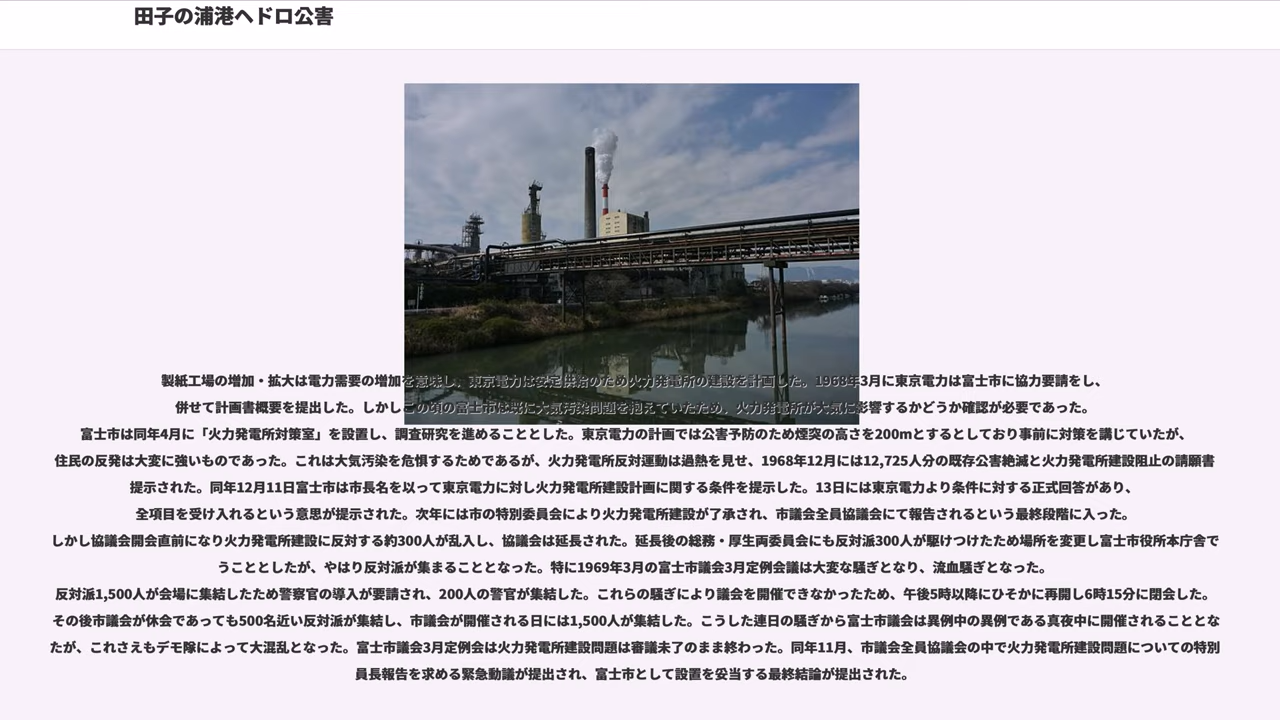 田子の浦港ヘドロ公害
製紙工場の増加・拡大は電力需要の増加を意味し、東京電力は安定供給のため火力発電所の建設を計画した。1968年3月に東京電力は富士市に協力要請をし、
併せて計画書概要を提出した。しかしこの頃の富士市は既に大気汚染問題を抱えていたため、火力発電所が大気に影響するかどうか確認が必要であった。
富士市は同年4月に「火力発電所対策室」を設置し、調査研究を進めることとした。東京電力の計画では公害予防のため煙突の高さを200mとするとしており事前に対策を講じていたが、
住民の反発は大変に強いものであった。これは大気汚染を危惧するためであるが、火力発電所反対運動は過熱を見せ、1968年12月には12,725人分の既存公害絶滅と火力発電所建設阻止の請願書
提示された。同年12月11日富士市は市長名を以って東京電力に対し火力発電所建設計画に関する条件を提示した。13日には東京電力より条件に対する正式回答があり、
全項目を受け入れるという意思が提示された。次年には市の特別委員会により火力発電所建設が了承され、市議会全員協議会にて報告されるという最終段階に入った。
しかし協議会開会直前になり火力発電所建設に反対する約300人が乱入し、協議会は延長された。延長後の総務・厚生両委員会にも反対派300人が駆けつけたため場所を変更し富士市役所本庁舎で
うこととしたが、やはり反対派が集まることとなった。特に1969年3月の富士市議会3月定例会議は大変な騒ぎとなり、流血騒ぎとなった。
反対派1,500人が会場に集結したため警察官の導入が要請され、200人の警官が集結した。これらの騒ぎにより議会を開催できなかったため、午後5時以降にひそかに再開し6時15分に閉会した。
その後市議会が休会であっても500名近い反対派が集結し、市議会が開催される日には1,500人が集結した。こうした連日の騒ぎから富士市議会は異例中の異例である真夜中に開催されることとな
たが、これさえもデモ隊によって大混乱となった。富士市議会3月定例会は火力発電所建設問題は審議未了のまま終わった。同年11月、市議会全員協議会の中で火力発電所建設問題についての特別
員長報告を求める緊急動議が提出され、富士市として設置を妥当する最終結論が提出された。